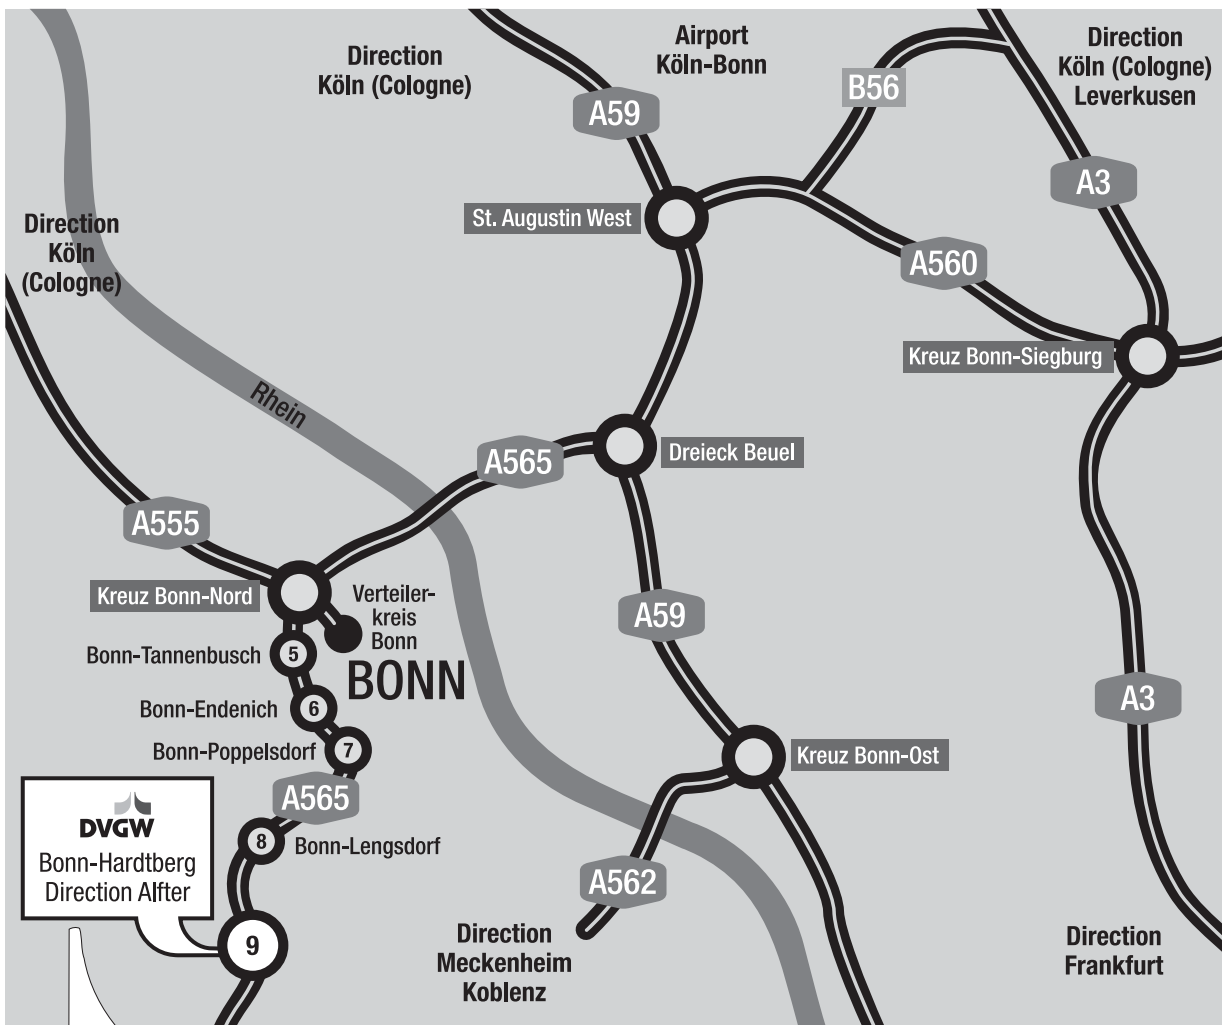 Airport
Köln-Bonn
Direction
Köln (Cologne)
Direction
Köln (Cologne)
Leverkusen
B56
A59
A3
St. Augustin West
Direction
Köln
(Cologne)
A560
Kreuz Bonn-Siegburg
Rhein
Dreieck Beuel
A565
A555
Kreuz Bonn-Nord
Verteiler-
kreis
Bonn
A59
Bonn-Tannenbusch
5
BONN
A3
Bonn-Endenich
6
Bonn-Poppelsdorf
7
Kreuz Bonn-Ost
A565
DVGW
Bonn-Hardtberg
Direction Alfter
8
Bonn-Lengsdorf
A562
9
Direction
Meckenheim
Koblenz
Direction
Frankfurt